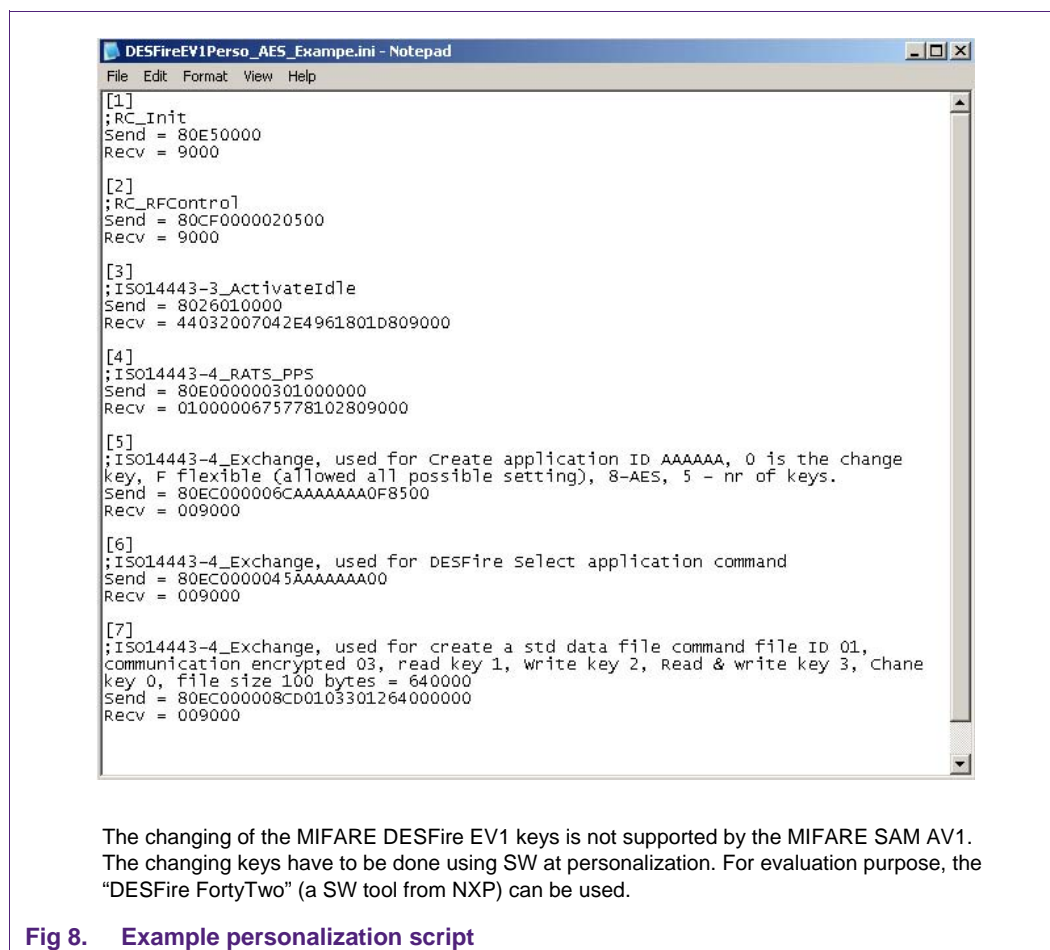 DESFireEV1Perso_AES_Exampe.ini - Notepad
File Edit Format View Help
[1]
;RC_Init
Send = 80E50000
Recv = 9000
[2]
;RC_RFControl
Send = 80CF0000020500
Recv = 9000
[3]
;ISO14443-3_ActivateIdle
Send = 8026010000
Recv = 44032007042E4961801D809000
[4]
;ISO14443-4_RATS_PPS
Send = 80E000000301000000
Recv = 0100000675778102809000
[5]
;ISO14443-4_Exchange, used for Create application ID AAAAAA, 0 is the change
key, F flexible (allowed all possible setting), 8-AES, 5 - nr of keys.
Send = 80EC000006CAAAAAAA0F8500
Recv = 009000
[6]
;ISO14443-4_Exchange, used for DESFire Select application command
Send = 80EC0000045AAAAAAA00
Recv = 009000
[7]
;ISO14443-4_Exchange, used for create a std data file command file ID 01,
communication encrypted 03, read key 1, Write key 2, Read & write key 3, Chane
key 0, file size 100 bytes = 640000
Send = 80EC000008CD0103301264000000
Recv = 009000
The changing of the MIFARE DESFire EV1 keys is not supported by the MIFARE SAM AV1.
The changing keys have to be done using SW at personalization. For evaluation purpose, the
“DESFire FortyTwo” (a SW tool from NXP) can be used.
Fig 8. Example personalization script